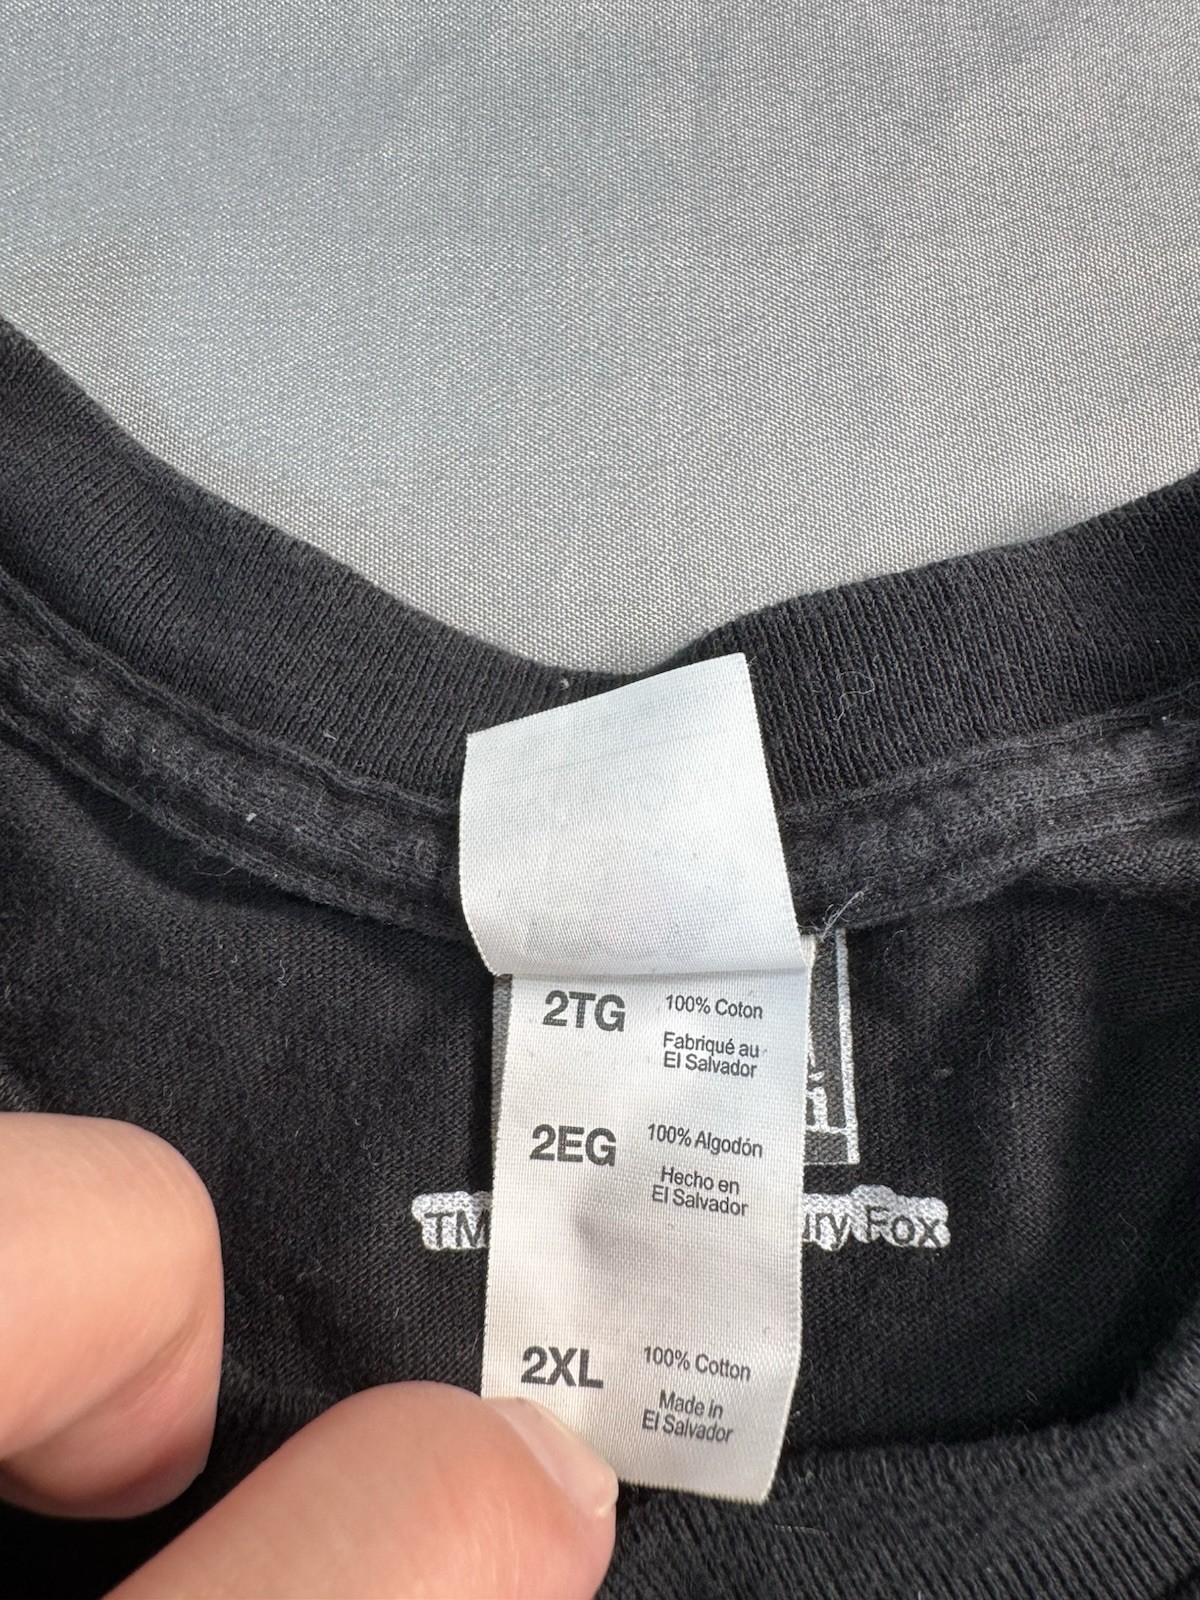 2TG
100% Coton
Fabriqué au
El Salvador
2EG
100% Algodón
Hecho en
El Salvador
TM
Fox
2XL
100% Cotton
Made in
El Salvador